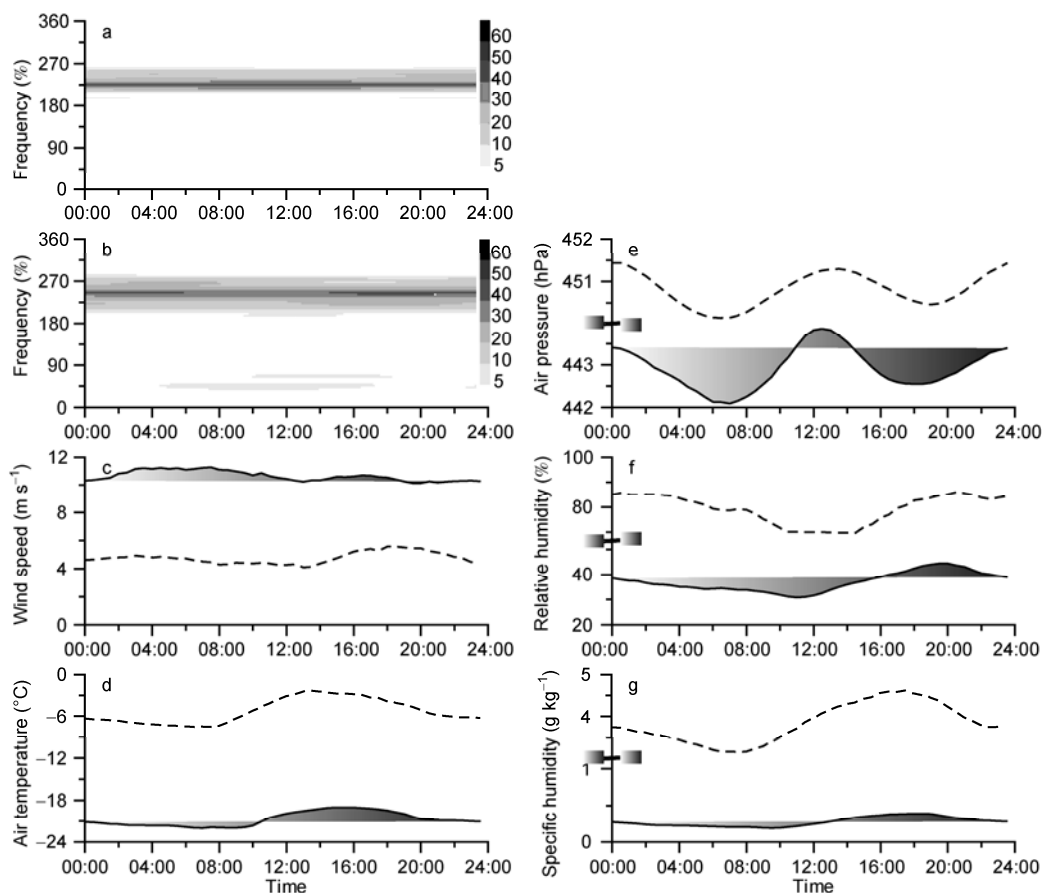 a
360
270
180
90
0
Frequency (%)
60
50
40
30
20
10
5
00:00 04:00 08:00 12:00 16:00 20:00 24:00
b
360
270
180
90
0
Frequency (%)
60
50
40
30
20
10
5
00:00 04:00 08:00 12:00 16:00 20:00 24:00
c
12
8
4
0
Wind speed (m s⁻¹)
00:00 04:00 08:00 12:00 16:00 20:00 24:00
d
−0
−6
−12
−18
−24
Air temperature (°C)
00:00 04:00 08:00 12:00 16:00 20:00 24:00
Time
e
452
451
443
442
Air pressure (hPa)
00:00 04:00 08:00 12:00 16:00 20:00 24:00
f
100
80
40
20
Relative humidity (%)
00:00 04:00 08:00 12:00 16:00 20:00 24:00
g
5
4
1
0
Specific humidity (g kg⁻¹)
00:00 04:00 08:00 12:00 16:00 20:00 24:00
Time